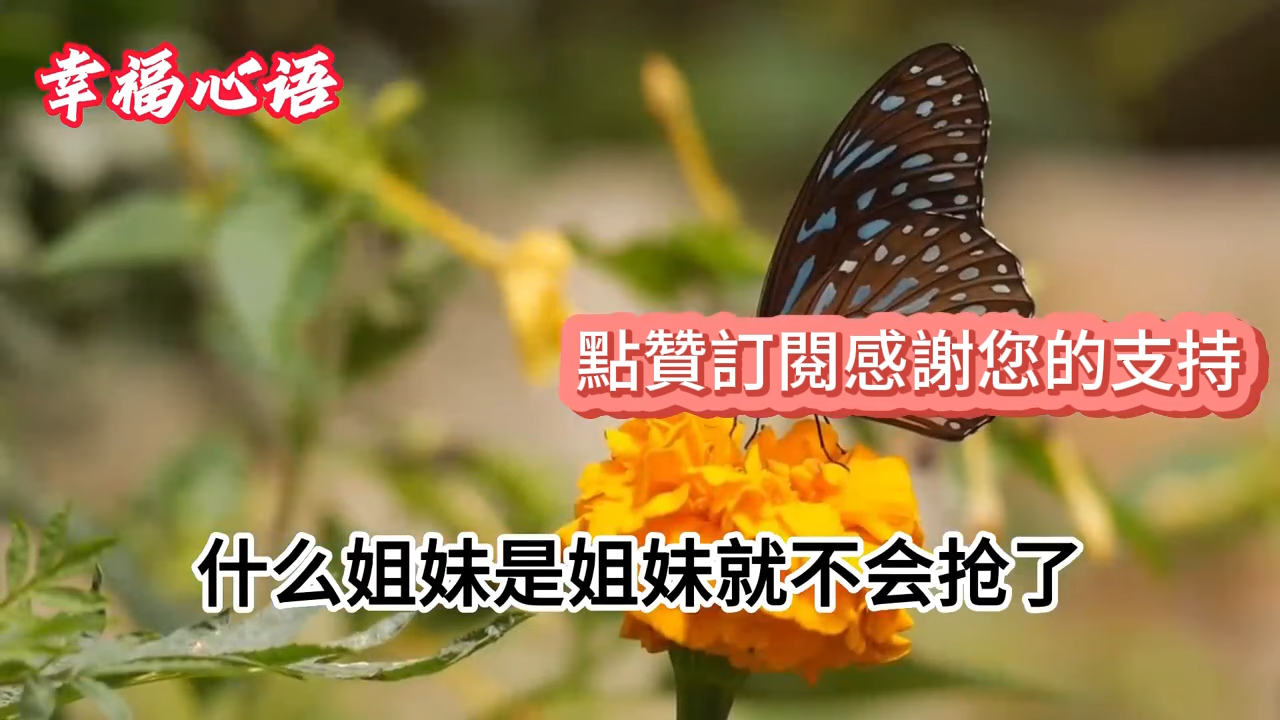 幸福心语
點贊訂閱感謝您的支持
什么姐妹是姐妹就不会抢了